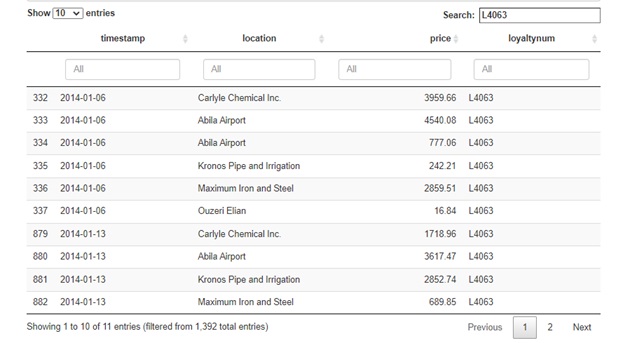 Show 10 entries Search: L4063
timestamp location price loyaltynum
All All All All
332 2014-01-06 Carlyle Chemical Inc. 3959.66 L4063
333 2014-01-06 Abila Airport 4540.08 L4063
334 2014-01-06 Abila Airport 777.06 L4063
335 2014-01-06 Kronos Pipe and Irrigation 242.21 L4063
336 2014-01-06 Maximum Iron and Steel 2859.51 L4063
337 2014-01-06 Ouzeri Elian 16.84 L4063
879 2014-01-13 Carlyle Chemical Inc. 1718.96 L4063
880 2014-01-13 Abila Airport 3617.47 L4063
881 2014-01-13 Kronos Pipe and Irrigation 2852.74 L4063
882 2014-01-13 Maximum Iron and Steel 689.85 L4063
Showing 1 to 10 of 11 entries (filtered from 1,392 total entries) Previous 1 2 Next